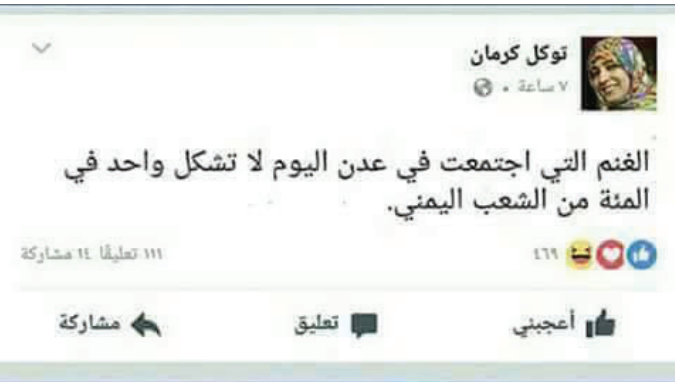 توكل كرمان
٧ ساعة ·
الغنم التي اجتمعت في عدن اليوم لا تشكل واحد في
المئة من الشعب اليمني.
٤٦٩
١١١ تعليقًا ١٤ مشاركة
أعجبني
تعليق
مشاركة